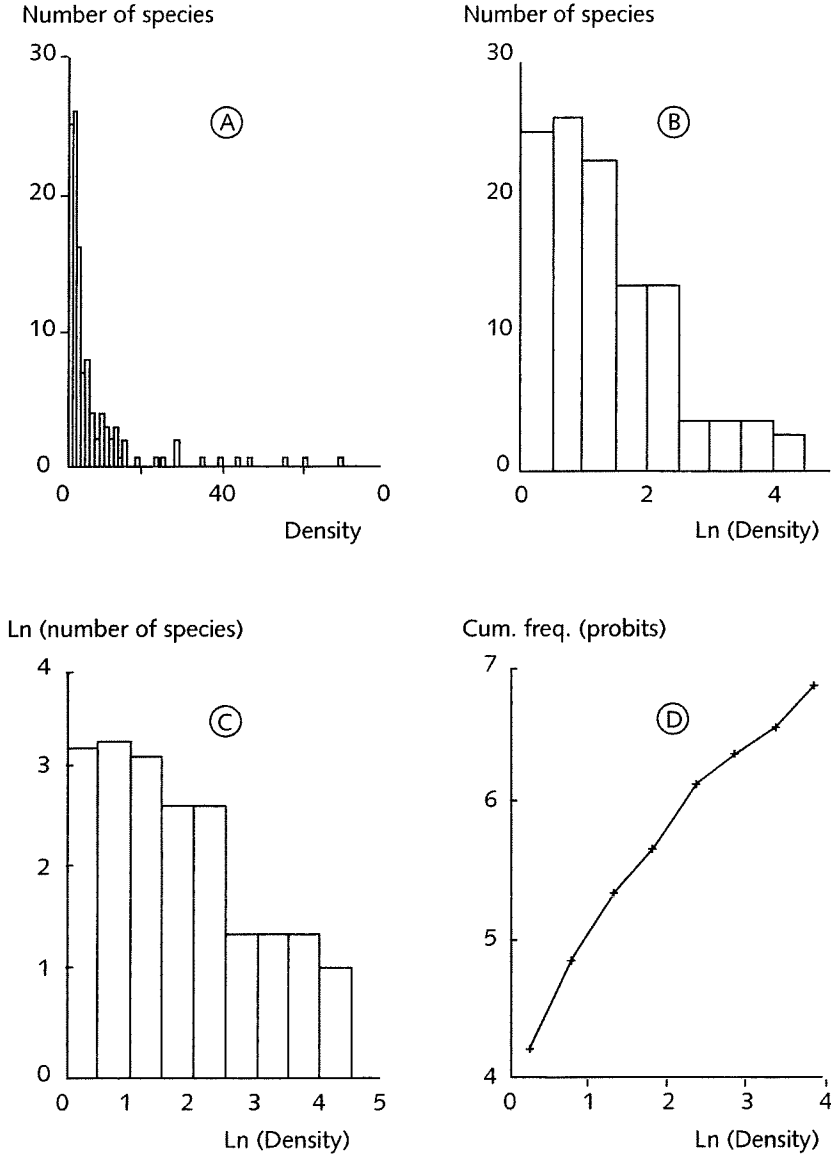 Number of species
30
20
10
0
0 40 0
Density
A
Number of species
30
20
10
0
0 2 4
Ln (Density)
B
Ln (number of species)
4
3
2
1
0
0 1 2 3 4 5
Ln (Density)
C
Cum. freq. (probits)
7
6
5
4
0 1 2 3 4
Ln (Density)
D